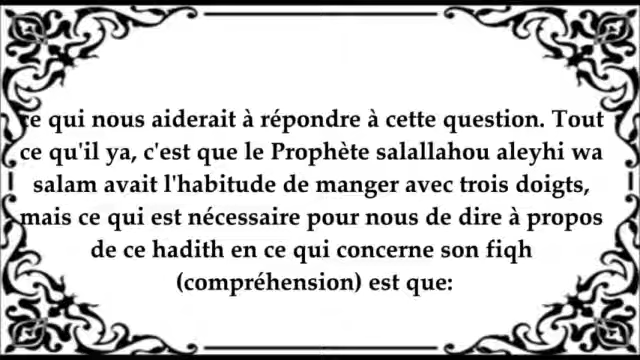 ce qui nous aiderait à répondre à cette question. Tout
ce qu'il ya, c'est que le Prophète salallahou aleyhi wa
salam avait l'habitude de manger avec trois doigts,
mais ce qui est nécessaire pour nous de dire à propos
de ce hadith en ce qui concerne son fiqh
(compréhension) est que: